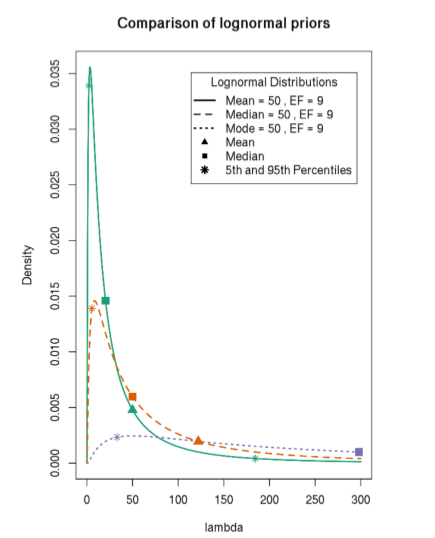 Comparison of lognormal priors
Lognormal Distributions
Mean = 50 , EF = 9
Median = 50 , EF = 9
Mode = 50 , EF = 9
Mean
Median
5th and 95th Percentiles
Density
0.035
0.030
0.025
0.020
0.015
0.010
0.005
0.000
0 50 100 150 200 250 300
lambda